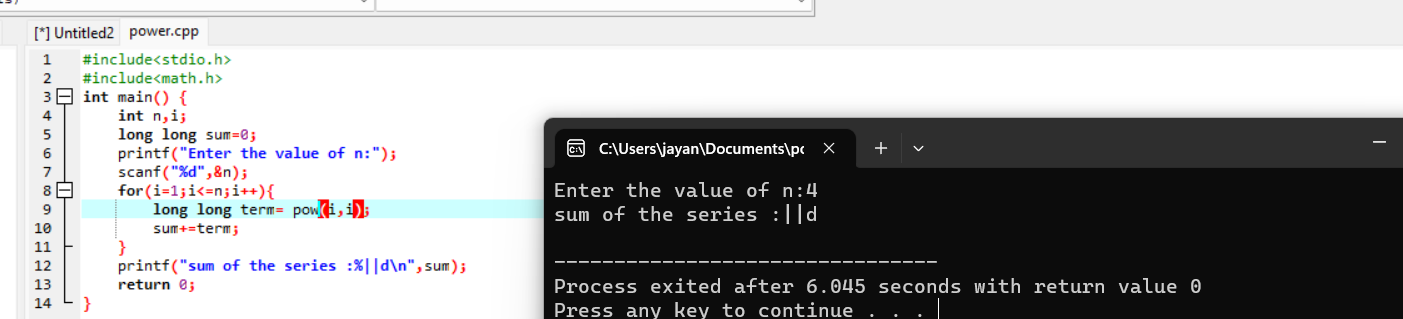 [*] Untitled2 power.cpp
1 #include<stdio.h>
2 #include<math.h>
3 int main() {
4 int n,i;
5 long long sum=0;
6 printf("Enter the value of n:");
7 scanf("%d",&n);
8 for(i=1;i<=n;i++){
9 long long term= pow(i,i);
10 sum+=term;
11 }
12 printf("sum of the series :%||d\n",sum);
13 return 0;
14 }
C:\Users\jayan\Documents\po
Enter the value of n:4
sum of the series :||d
--------------------------------
Process exited after 6.045 seconds with return value 0
Press any key to continue . . .